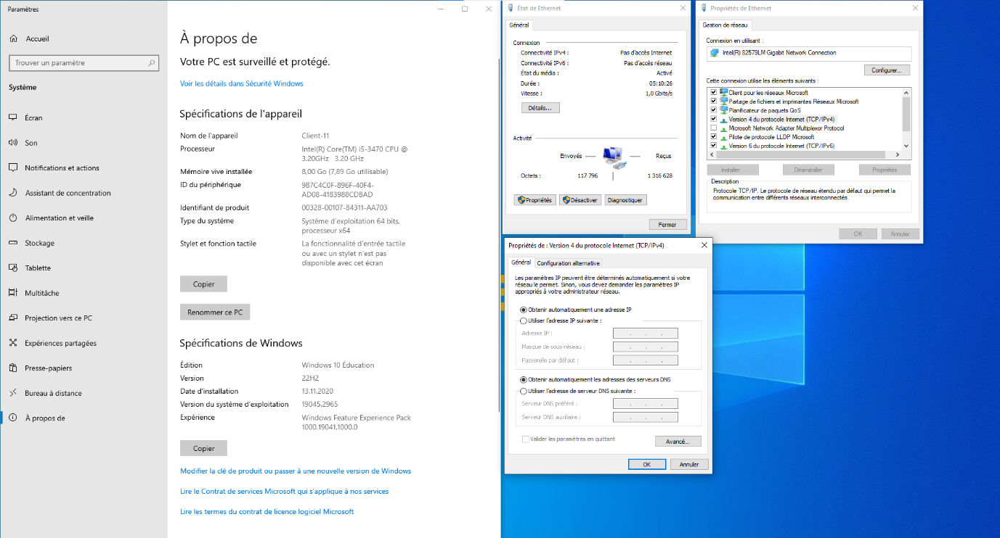 Paramètres
Accueil
Trouver un paramètre
Système
Écran
Son
Notifications et actions
Assistant de concentration
Alimentation et veille
Stockage
Tablette
Multitâche
Projection vers ce PC
Expériences partagées
Presse-papiers
Bureau à distance
À propos de
À propos de
Votre PC est surveillé et protégé.
Voir les détails dans Sécurité Windows
Spécifications de l'appareil
Nom de l'appareil Client-11
Processeur Intel(R) Core(TM) i5-3470 CPU @
3.20GHz 3.20 GHz
Mémoire vive installée 8,00 Go (7,89 Go utilisable)
ID du périphérique 987C4C0F-896F-40F4-
AD08-4183988CDBAD
Identifiant de produit 00328-00107-84311-AA703
Type du système Système d'exploitation 64 bits,
processeur x64
Stylet et fonction tactile La fonctionnalité d'entrée tactile
ou avec un stylet n'est pas
disponible avec cet écran
Copier
Renommer ce PC
Spécifications de Windows
Édition Windows 10 Éducation
Version 22H2
Date d'installation 13.11.2020
Version du système d'exploitation 19045.2965
Expérience Windows Feature Experience Pack
1000.19041.1000.0
Copier
Modifier la clé de produit ou passer à une nouvelle version de Windows
Lire le Contrat de services Microsoft qui s'applique à nos services
Lire les termes du contrat de licence logiciel Microsoft
État de Ethernet
Général
Connexion
Connectivité IPv4 : Pas d'accès Internet
Connectivité IPv6 : Pas d'accès réseau
État du média : Activé
Durée : 05:10:26
Vitesse : 1,0 Gbits/s
Détails...
Activité
Envoyés Reçus
Octets : 117 796 1 316 628
Propriétés Désactiver Diagnostiquer
Fermer
Propriétés de Ethernet
Gestion de réseau
Connexion en utilisant :
Intel(R) 82579LM Gigabit Network Connection
Configurer...
Cette connexion utilise les éléments suivants :
Client pour les réseaux Microsoft
Partage de fichiers et imprimantes Réseaux Microsoft
Planificateur de paquets QoS
Version 4 du protocole Internet (TCP/IPv4)
Microsoft Network Adapter Multiplexor Protocol
Pilote de protocole LLDP Microsoft
Version 6 du protocole Internet (TCP/IPv6)
Installer... Désinstaller Propriétés
Description
Protocole TCP/IP. Le protocole de réseau étendu par défaut qui permet la
communication entre différents réseaux interconnectés.
OK Annuler
Propriétés de : Version 4 du protocole Internet (TCP/IPv4)
Général Configuration alternative
Les paramètres IP peuvent être déterminés automatiquement si votre
réseau le permet. Sinon, vous devez demander les paramètres IP
appropriés à votre administrateur réseau.
Obtenir automatiquement une adresse IP
Utiliser l'adresse IP suivante :
Adresse IP :
Masque de sous-réseau :
Passerelle par défaut :
Obtenir automatiquement les adresses des serveurs DNS
Utiliser l'adresse de serveur DNS suivante :
Serveur DNS préféré :
Serveur DNS auxiliaire :
Valider les paramètres en quittant
Avancé...
OK Annuler